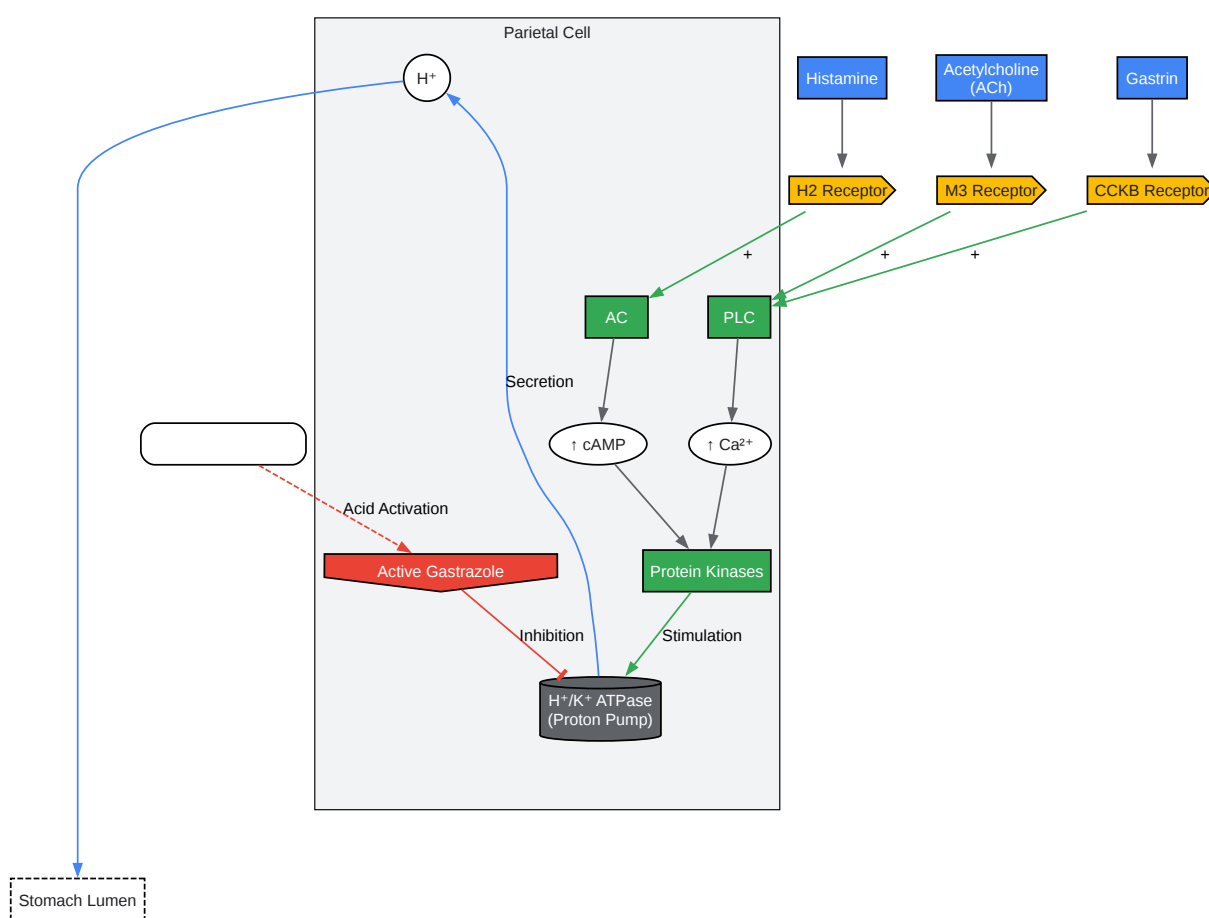 Parietal Cell
H⁺
Histamine
Acetylcholine
(ACh)
Gastrin
H2 Receptor
M3 Receptor
CCKB Receptor
+
+
+
AC
PLC
Secretion
↑ cAMP
↑ Ca²⁺
Acid Activation
Active Gastrazole
Protein Kinases
Inhibition
Stimulation
H⁺/K⁺ ATPase
(Proton Pump)
Stomach Lumen